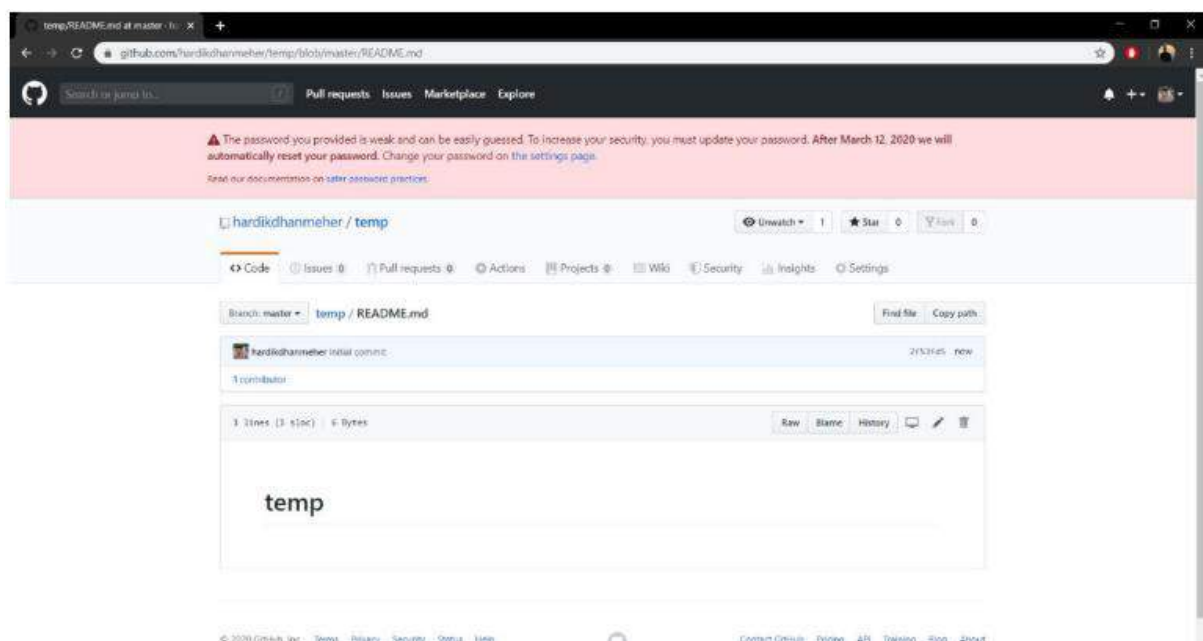 temp/README.md at master · h
github.com/hardikdhanmeher/temp/blob/master/README.md
Search or jump to... Pull requests Issues Marketplace Explore
The password you provided is weak and can be easily guessed. To increase your security, you must update your password. After March 12, 2020 we will
automatically reset your password. Change your password on the settings page.
Read our documentation on safer password practices.
hardikdhanmeher / temp Unwatch 1 Star 0 Fork 0
Code Issues 0 Pull requests 0 Actions Projects 0 Wiki Security Insights Settings
Branch: master temp / README.md Find file Copy path
hardikdhanmeher initial commit now
1 contributor
1 lines (1 sloc) 6 Bytes Raw Blame History
temp
© 2020 GitHub, Inc. Terms Privacy Security Status Help Contact GitHub Pricing API Training Blog About